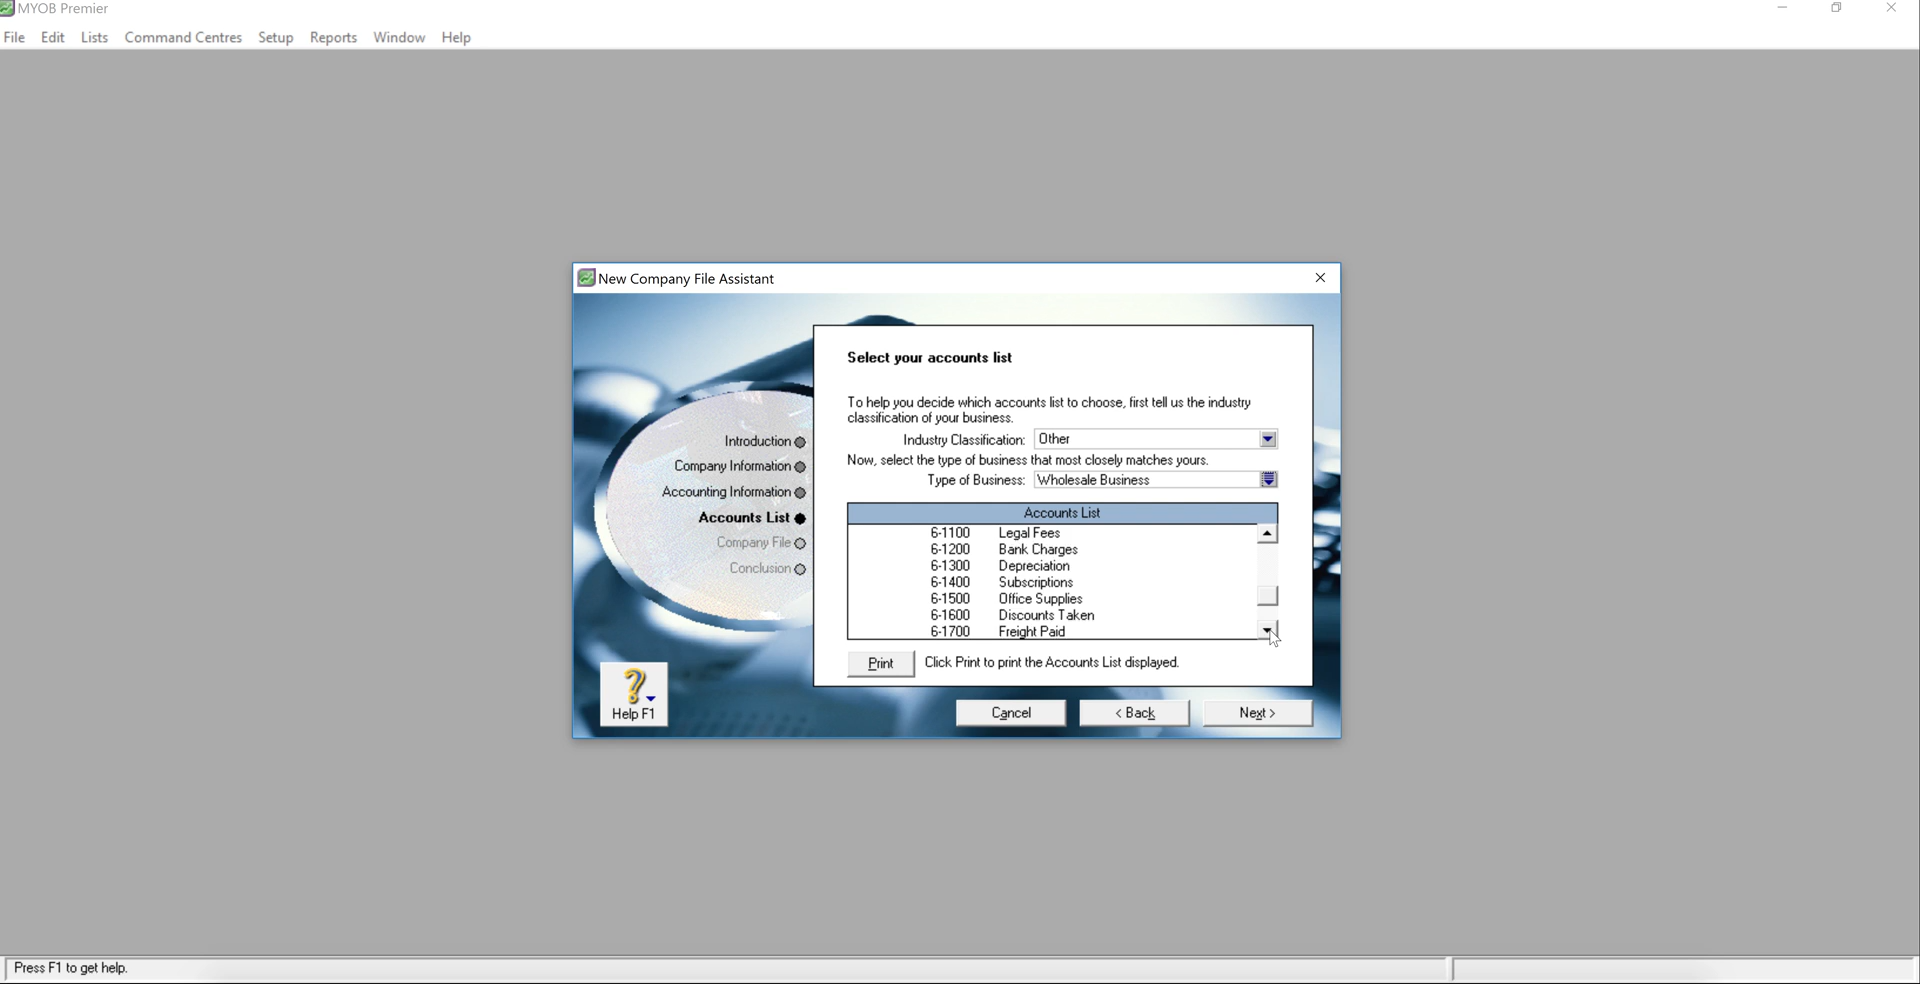 MYOB Premier
File Edit Lists Command Centres Setup Reports Window Help
New Company File Assistant
Introduction
Company Information
Accounting Information
Accounts List
Company File
Conclusion
Help F1
Select your accounts list
To help you decide which accounts list to choose, first tell us the industry
classification of your business.
Industry Classification: Other
Now, select the type of business that most closely matches yours.
Type of Business: Wholesale Business
Accounts List
6-1100 Legal Fees
6-1200 Bank Charges
6-1300 Depreciation
6-1400 Subscriptions
6-1500 Office Supplies
6-1600 Discounts Taken
6-1700 Freight Paid
Print Click Print to print the Accounts List displayed.
Cancel < Back Next >
Press F1 to get help.